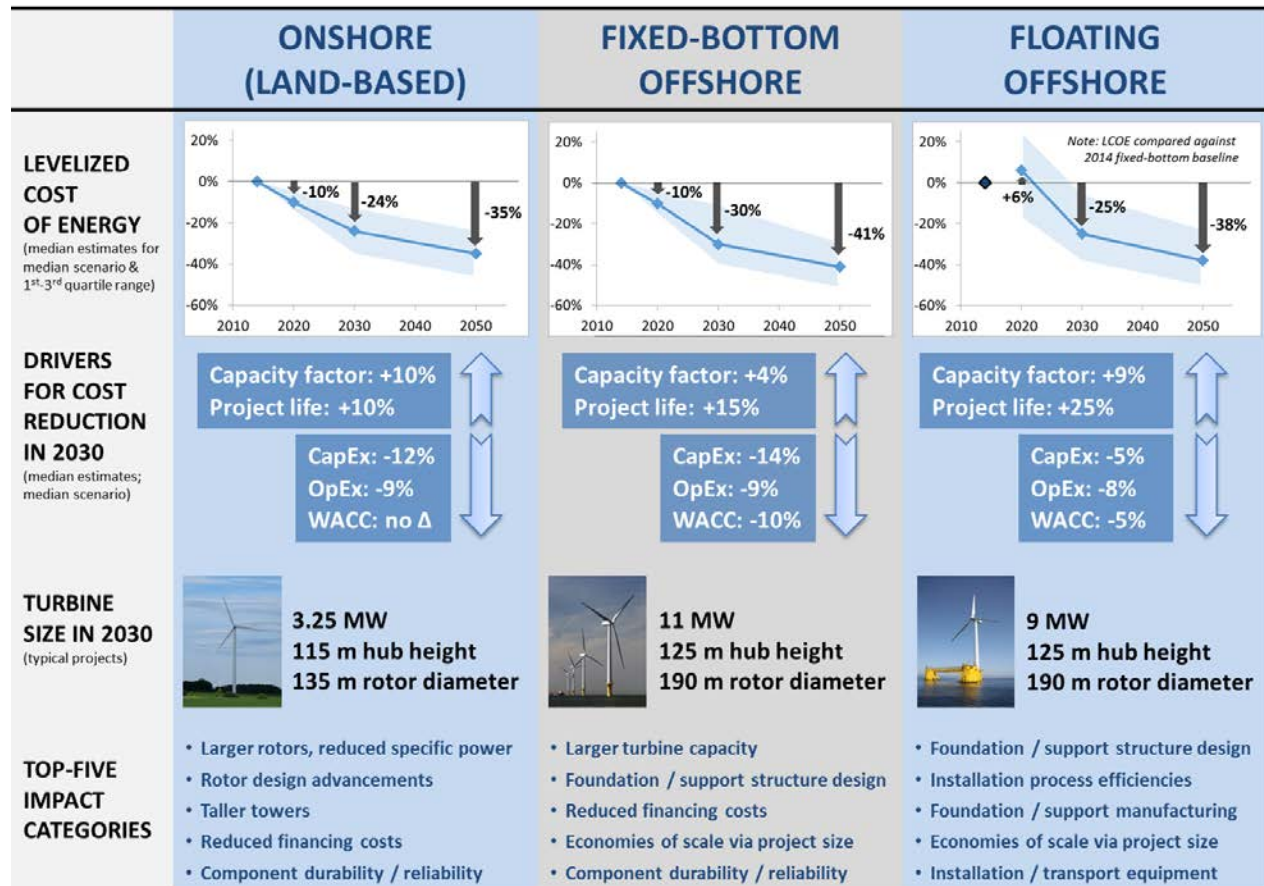 ONSHORE
(LAND-BASED)
FIXED-BOTTOM
OFFSHORE
FLOATING
OFFSHORE
LEVELIZED
COST
OF ENERGY
(median estimates for
median scenario &
1st-3rd quartile range)
20%
0%
-20%
-40%
-60%
-10%
-24%
-35%
2010
2020
2030
2040
2050
20%
0%
-20%
-40%
-60%
-10%
-30%
-41%
2010
2020
2030
2040
2050
Note: LCOE compared against
2014 fixed-bottom baseline
20%
0%
-20%
-40%
-60%
+6%
-25%
-38%
2010
2020
2030
2040
2050
DRIVERS
FOR COST
REDUCTION
IN 2030
(median estimates;
median scenario)
Capacity factor: +10%
Project life: +10%
CapEx: -12%
OpEx: -9%
WACC: no Δ
Capacity factor: +4%
Project life: +15%
CapEx: -14%
OpEx: -9%
WACC: -10%
Capacity factor: +9%
Project life: +25%
CapEx: -5%
OpEx: -8%
WACC: -5%
TURBINE
SIZE IN 2030
(typical projects)
3.25 MW
115 m hub height
135 m rotor diameter
11 MW
125 m hub height
190 m rotor diameter
9 MW
125 m hub height
190 m rotor diameter
TOP-FIVE
IMPACT
CATEGORIES
• Larger rotors, reduced specific power
• Rotor design advancements
• Taller towers
• Reduced financing costs
• Component durability / reliability
• Larger turbine capacity
• Foundation / support structure design
• Reduced financing costs
• Economies of scale via project size
• Component durability / reliability
• Foundation / support structure design
• Installation process efficiencies
• Foundation / support manufacturing
• Economies of scale via project size
• Installation / transport equipment